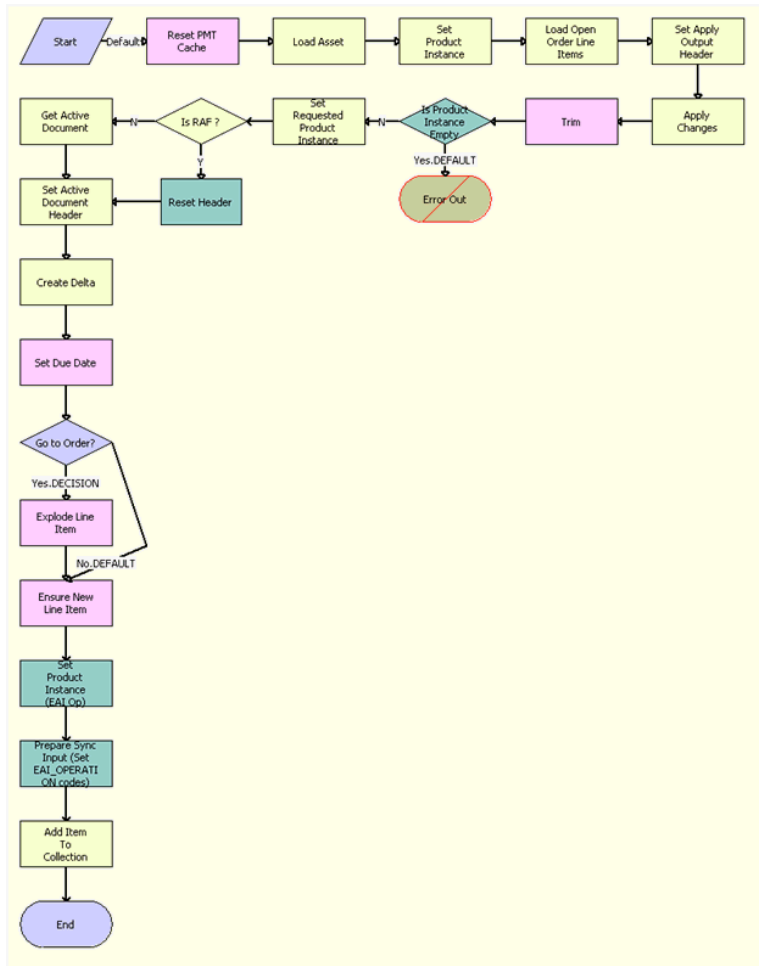 Start
Default
Reset PMT
Cache
Load Asset
Set
Product
Instance
Load Open
Order Line
Items
Set Apply
Output
Header
Get Active
Document
N
Is RAF ?
Set
Requested
Product
Instance
N
Is Product
Instance
Empty
Trim
Apply
Changes
Y
Yes.DEFAULT
Set Active
Document
Header
Reset Header
Error Out
Create Delta
Set Due Date
Go to Order?
Yes.DECISION
Explode Line
Item
No.DEFAULT
Ensure New
Line Item
Set
Product
Instance
(EAI Op)
Prepare Sync
Input (Set
EAI_OPERATI
ON codes)
Add Item
To
Collection
End